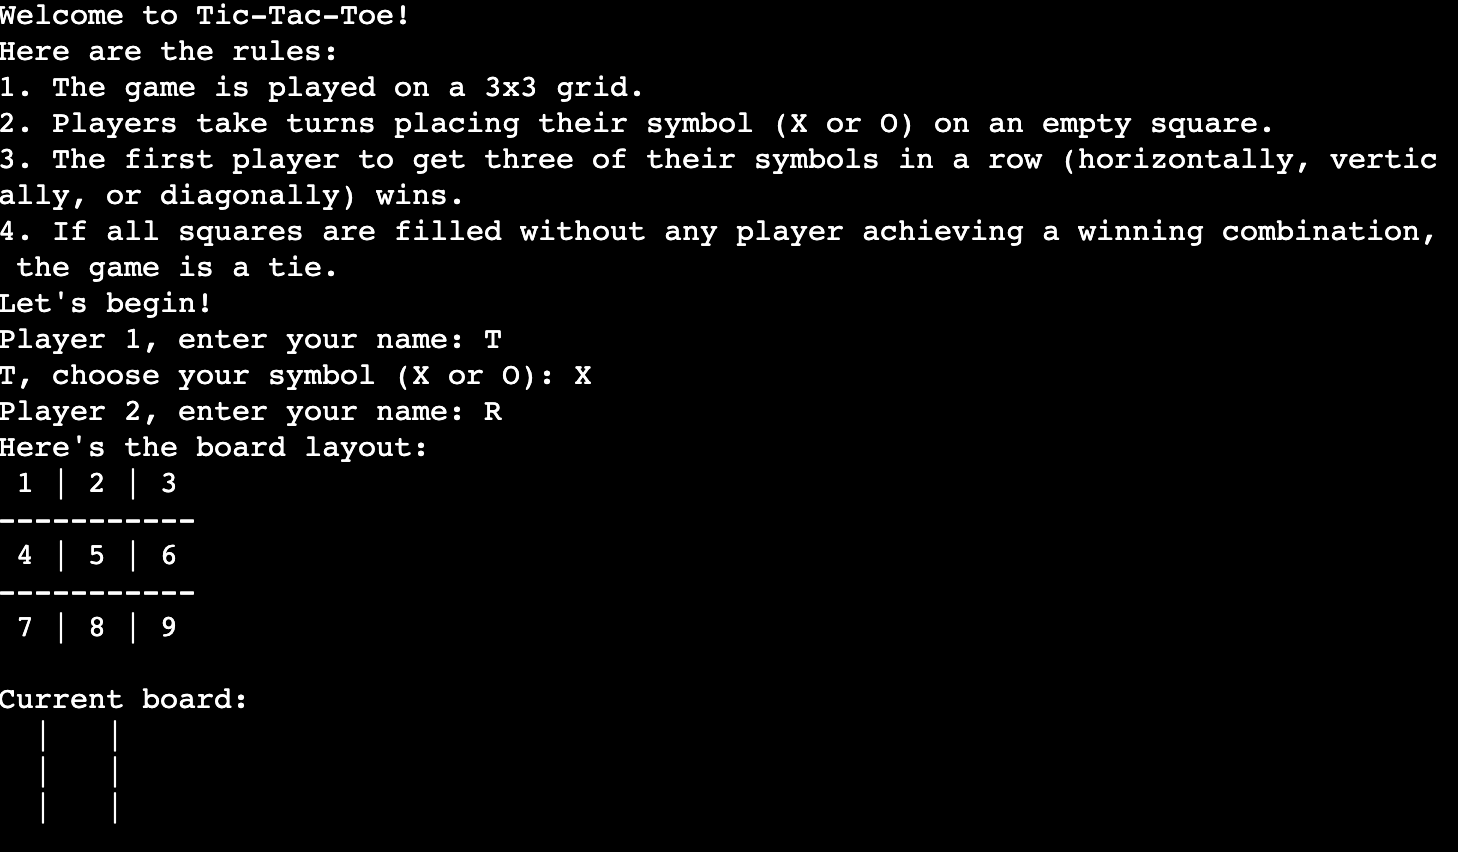 Welcome to Tic-Tac-Toe!
Here are the rules:
1. The game is played on a 3x3 grid.
2. Players take turns placing their symbol (X or O) on an empty square.
3. The first player to get three of their symbols in a row (horizontally, vertic
ally, or diagonally) wins.
4. If all squares are filled without any player achieving a winning combination,
 the game is a tie.
Let's begin!
Player 1, enter your name: T
T, choose your symbol (X or O): X
Player 2, enter your name: R
Here's the board layout:
 1 | 2 | 3
-----------
 4 | 5 | 6
-----------
 7 | 8 | 9

Current board:
  |   |
  |   |
  |   |